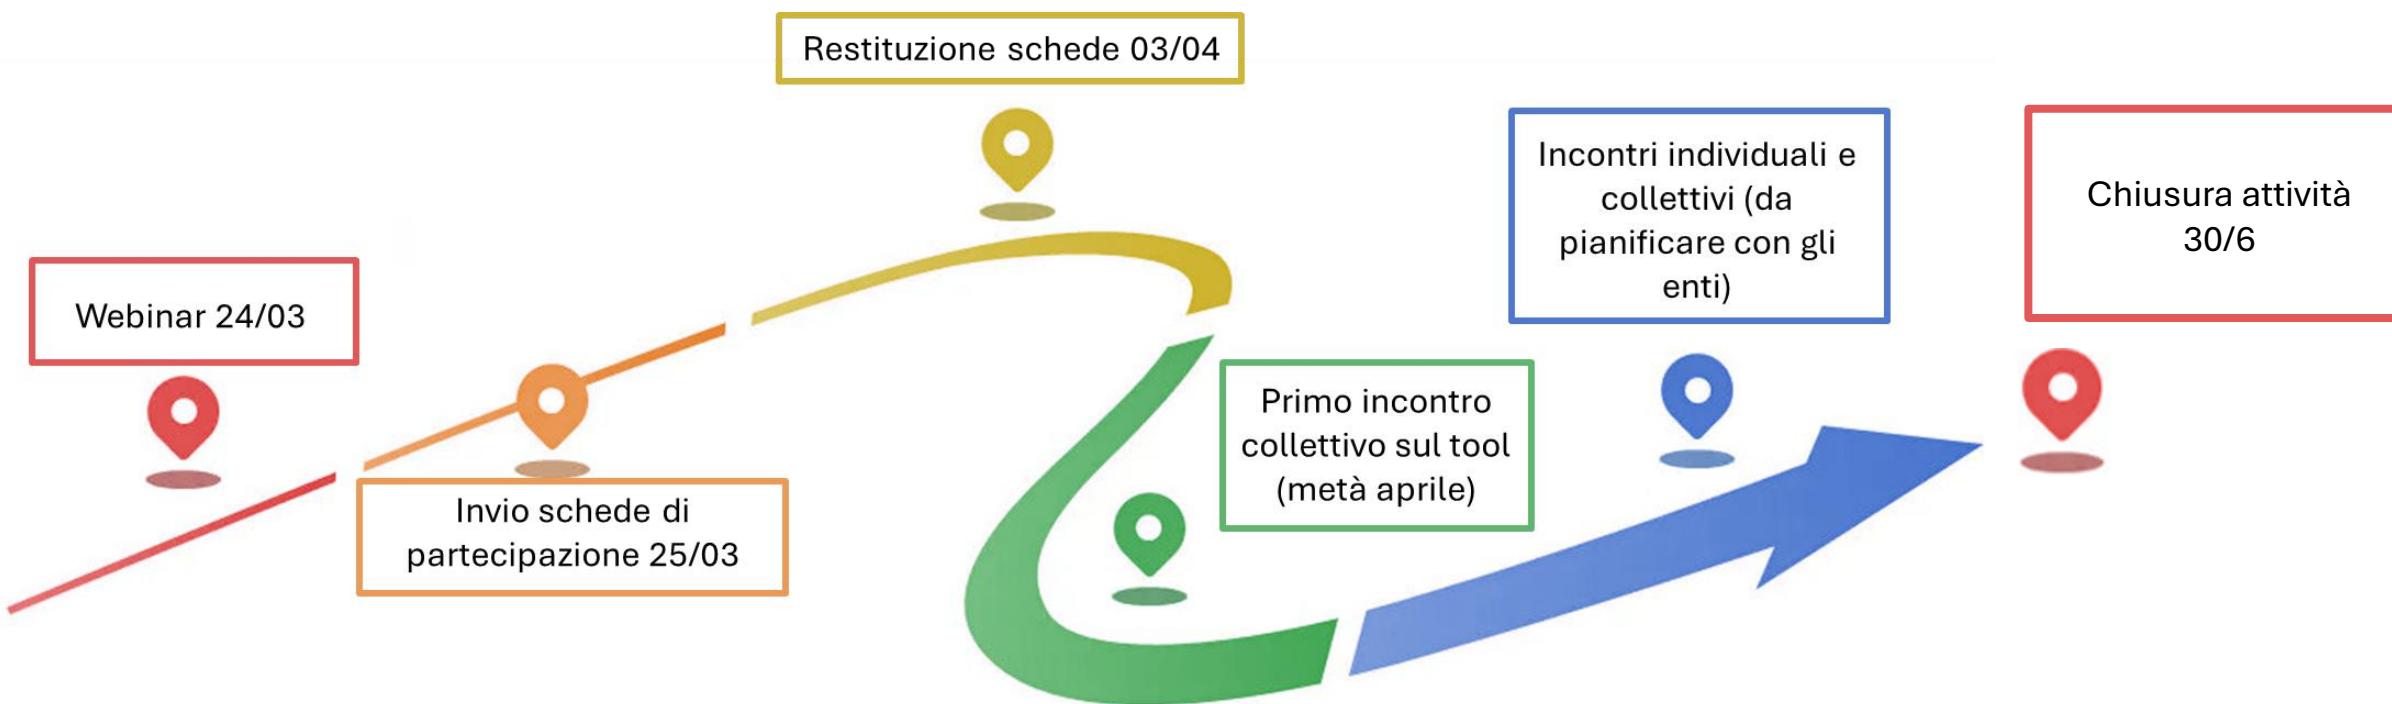 Restituzione schede 03/04
Webinar 24/03
Invio schede di
partecipazione 25/03
Primo incontro
collettivo sul tool
(metà aprile)
Incontri individuali e
collettivi (da
pianificare con gli
enti)
Chiusura attività
30/6